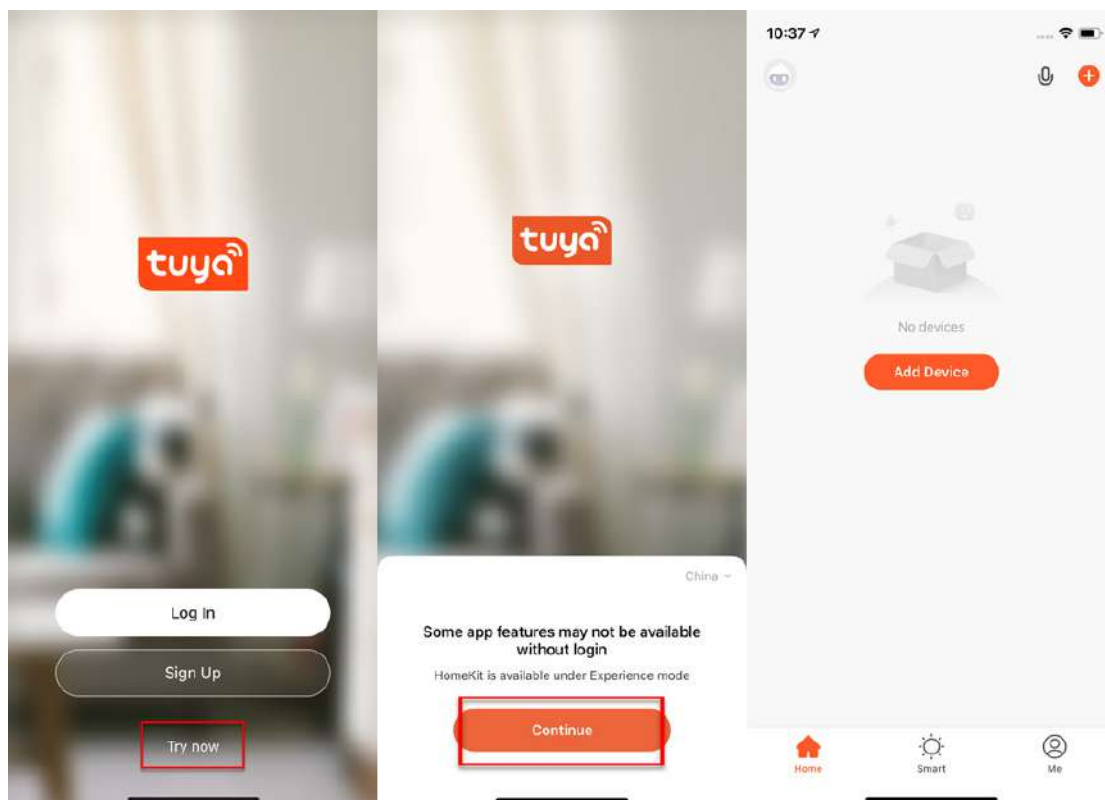 tuya
Log In
Sign Up
Try now
tuya
China
Some app features may not be available
without login
HomeKit is available under Experience mode
Continue
10:37
No devices
Add Device
Home
Smart
Me